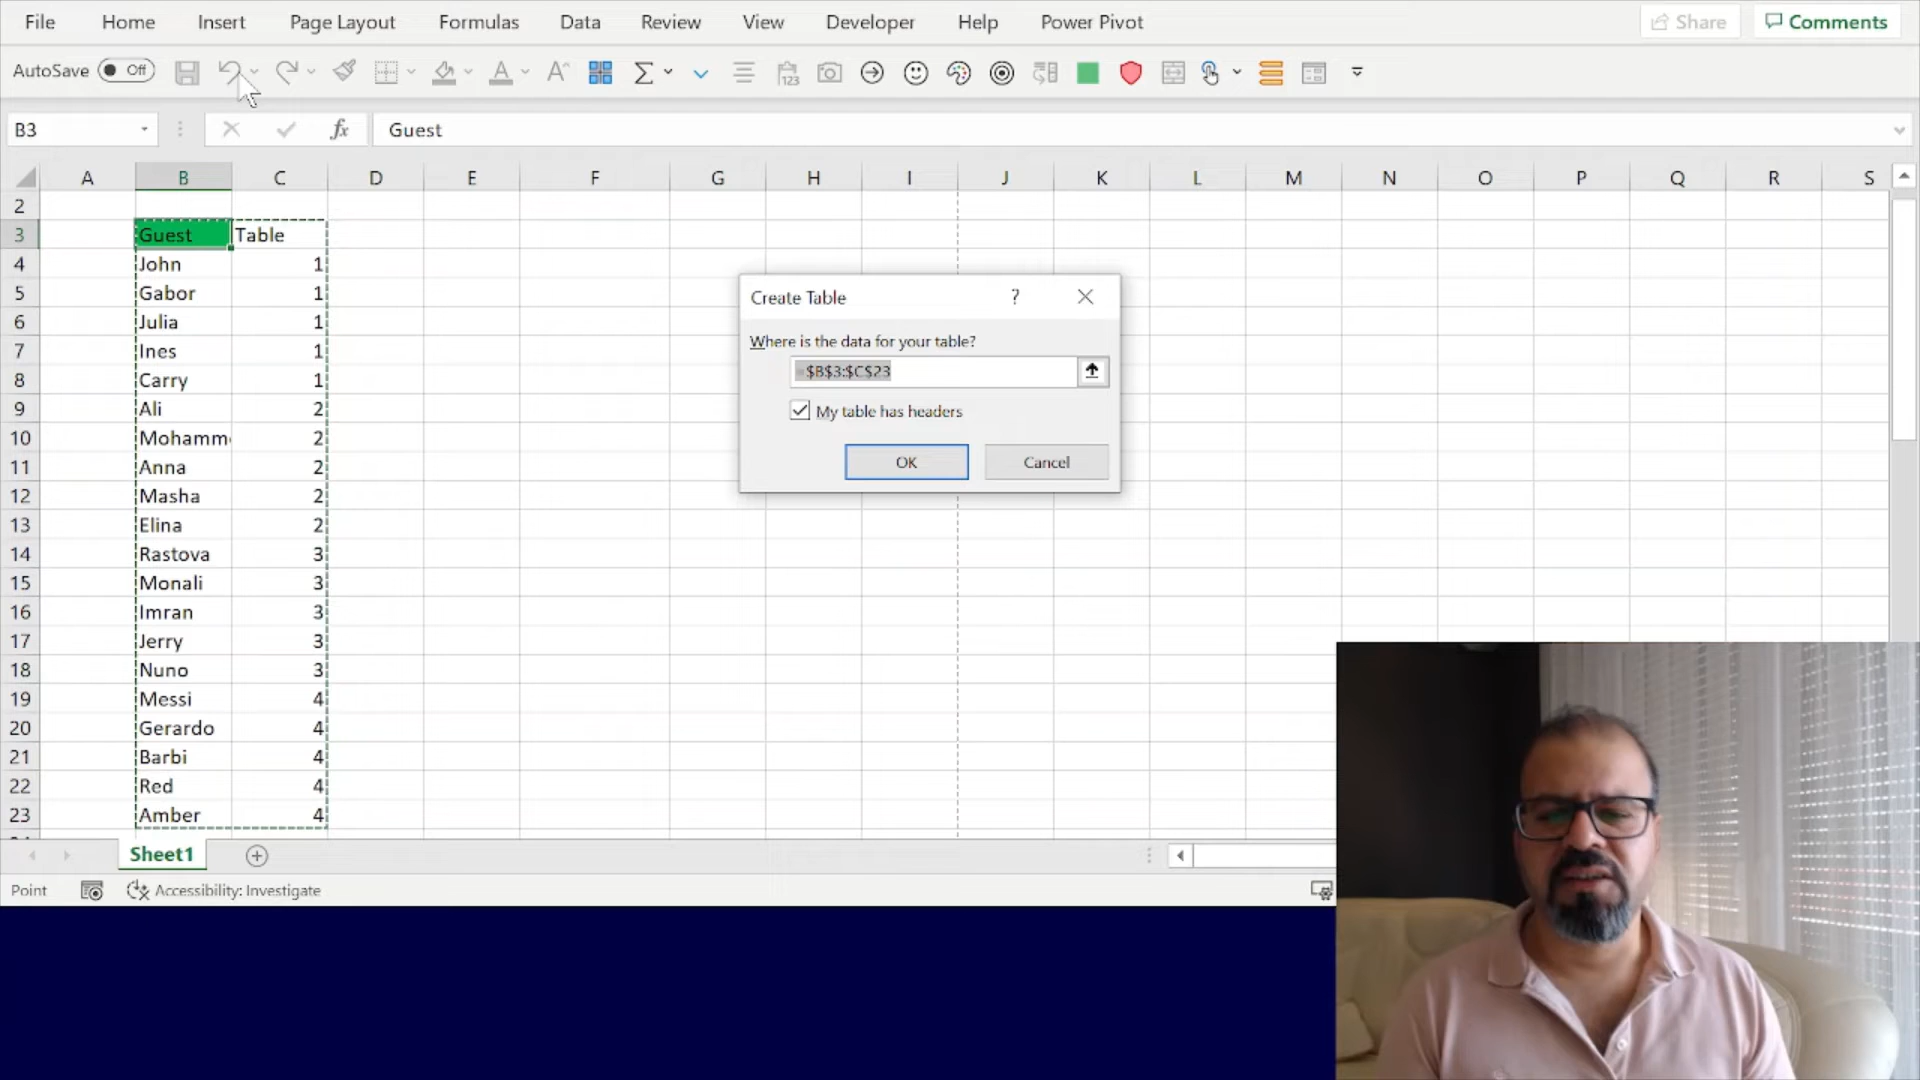 File Home Insert Page Layout Formulas Data Review View Developer Help Power Pivot Share Comments
AutoSave Off
B3 fx Guest
A B C D E F G H I J K L M N O P Q R S
2
3 Guest Table
4 John 1
5 Gabor 1
6 Julia 1
7 Ines 1
8 Carry 1
9 Ali 2
10 Mohamm 2
11 Anna 2
12 Masha 2
13 Elina 2
14 Rastova 3
15 Monali 3
16 Imran 3
17 Jerry 3
18 Nuno 3
19 Messi 4
20 Gerardo 4
21 Barbi 4
22 Red 4
23 Amber 4
Create Table ?
Where is the data for your table?
=$B$3:$C$23
My table has headers
OK Cancel
Sheet1
Point Accessibility: Investigate